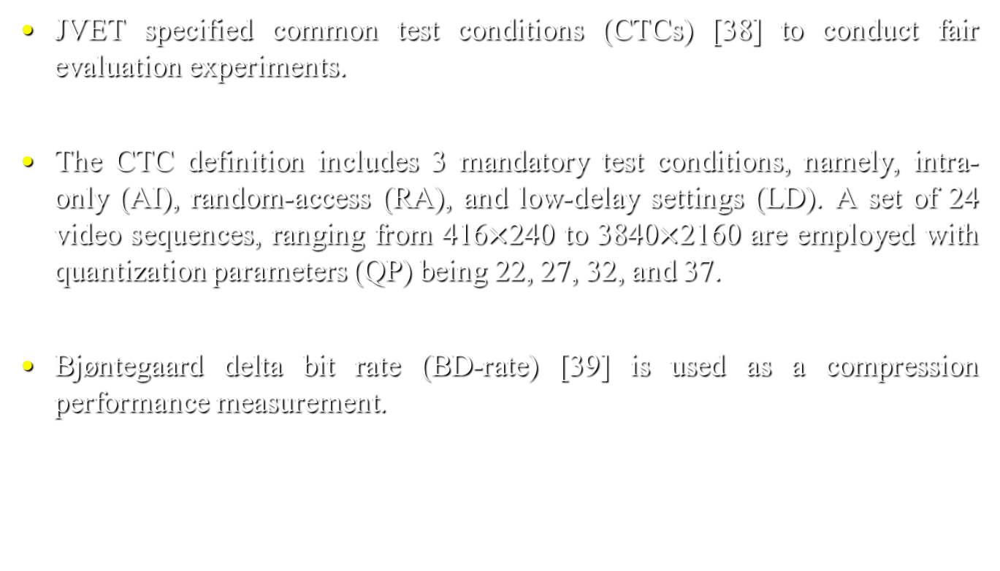 • JVET specified common test conditions (CTCs) [38] to conduct fair
evaluation experiments.
• The CTC definition includes 3 mandatory test conditions, namely, intra-
only (AI), random-access (RA), and low-delay settings (LD). A set of 24
video sequences, ranging from 416×240 to 3840×2160 are employed with
quantization parameters (QP) being 22, 27, 32, and 37.
• Bjøntegaard delta bit rate (BD-rate) [39] is used as a compression
performance measurement.